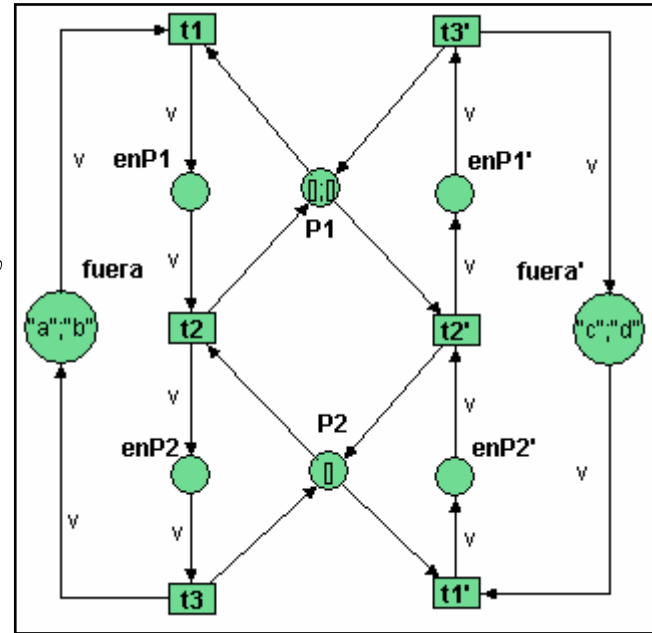 t1 t3'
v v
v v
enP1 enP1'
[];[]
P1
v v
fuera fuera'
"a";"b" t2 t2' "c";"d"
v v
P2
enP2 enP2'
[]
v
v v
t3 t1'